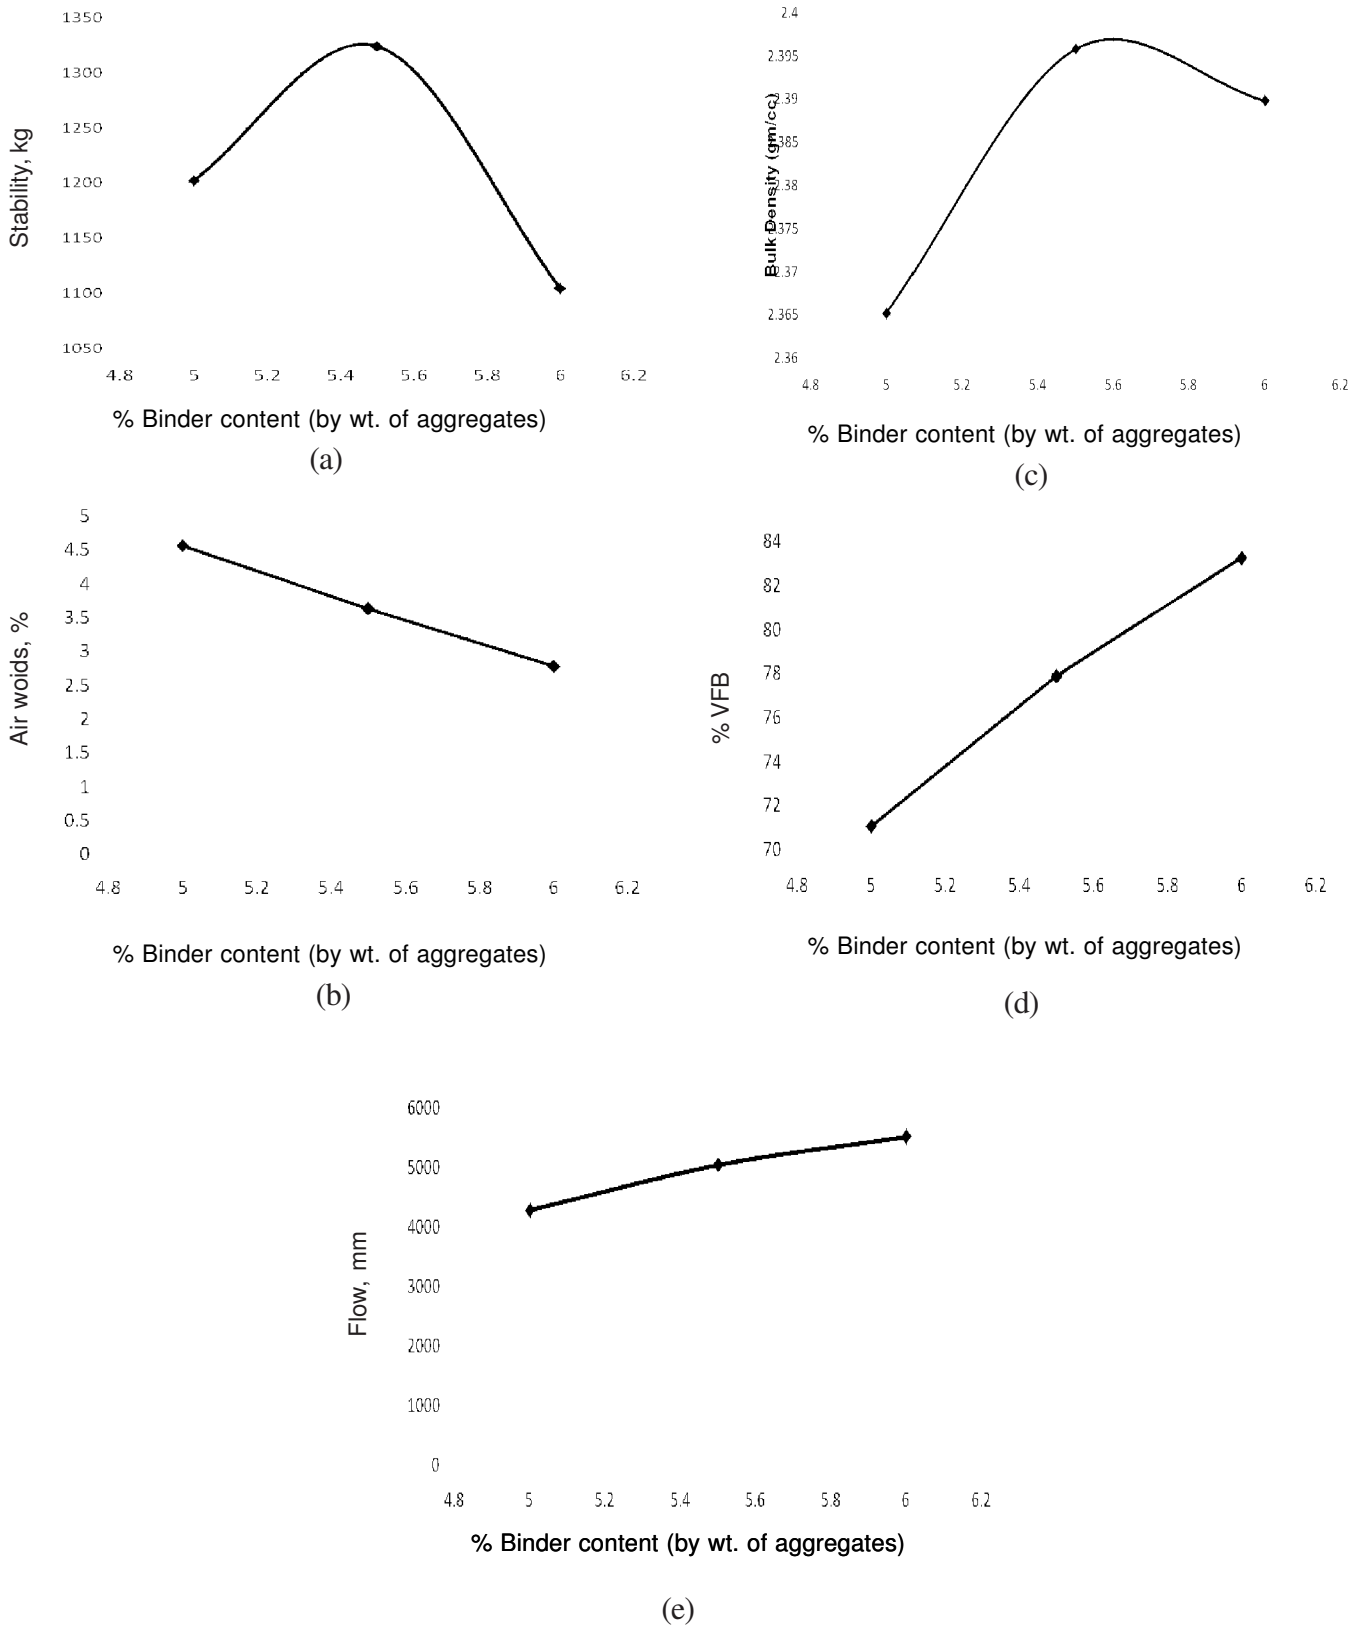 1350
1300
1250
1200
1150
1100
1050
Stability, kg
4.8 5 5.2 5.4 5.6 5.8 6 6.2
% Binder content (by wt. of aggregates)
(a)
2.4
2.395
2.39
2.385
2.38
2.375
2.37
2.365
2.36
Bulk Density (gm/cc)
4.8 5 5.2 5.4 5.6 5.8 6 6.2
% Binder content (by wt. of aggregates)
(c)
5
4.5
4
3.5
3
2.5
2
1.5
1
0.5
0
Air woids, %
4.8 5 5.2 5.4 5.6 5.8 6 6.2
% Binder content (by wt. of aggregates)
(b)
84
82
80
78
76
74
72
70
% VFB
4.8 5 5.2 5.4 5.6 5.8 6 6.2
% Binder content (by wt. of aggregates)
(d)
6000
5000
4000
3000
2000
1000
0
Flow, mm
4.8 5 5.2 5.4 5.6 5.8 6 6.2
% Binder content (by wt. of aggregates)
(e)